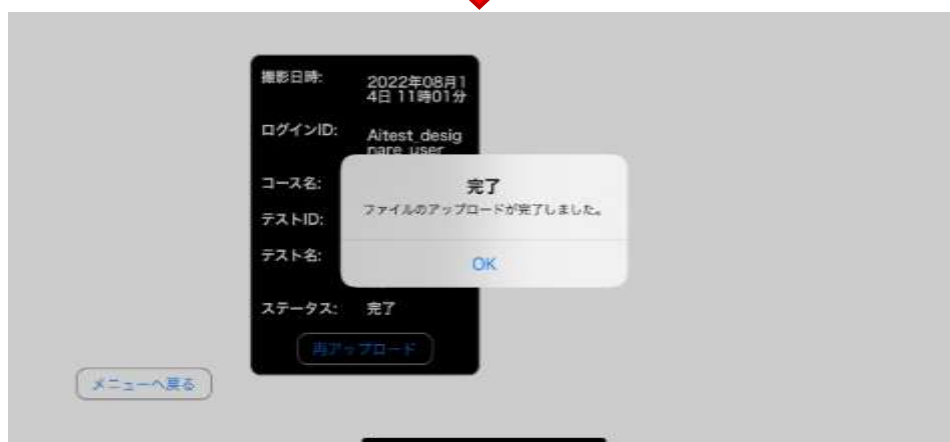 撮影日時:
2022年08月1
4日 11時01分
ログインID:
Aitest_desig
nare_user
コース名:
テストID:
テスト名:
ステータス:
完了
再アップロード
完了
ファイルのアップロードが完了しました。
OK
メニューへ戻る